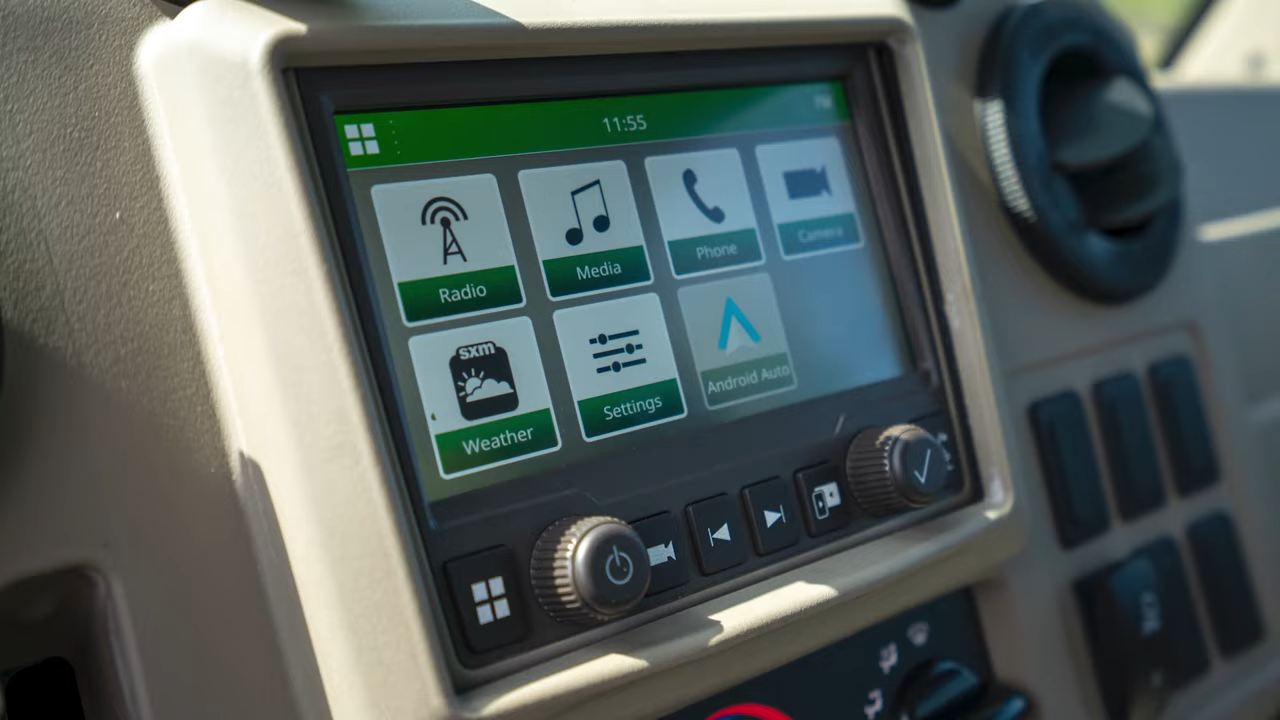 11:55
Radio
Media
Phone
Camera
sxm
Weather
Settings
Android Auto